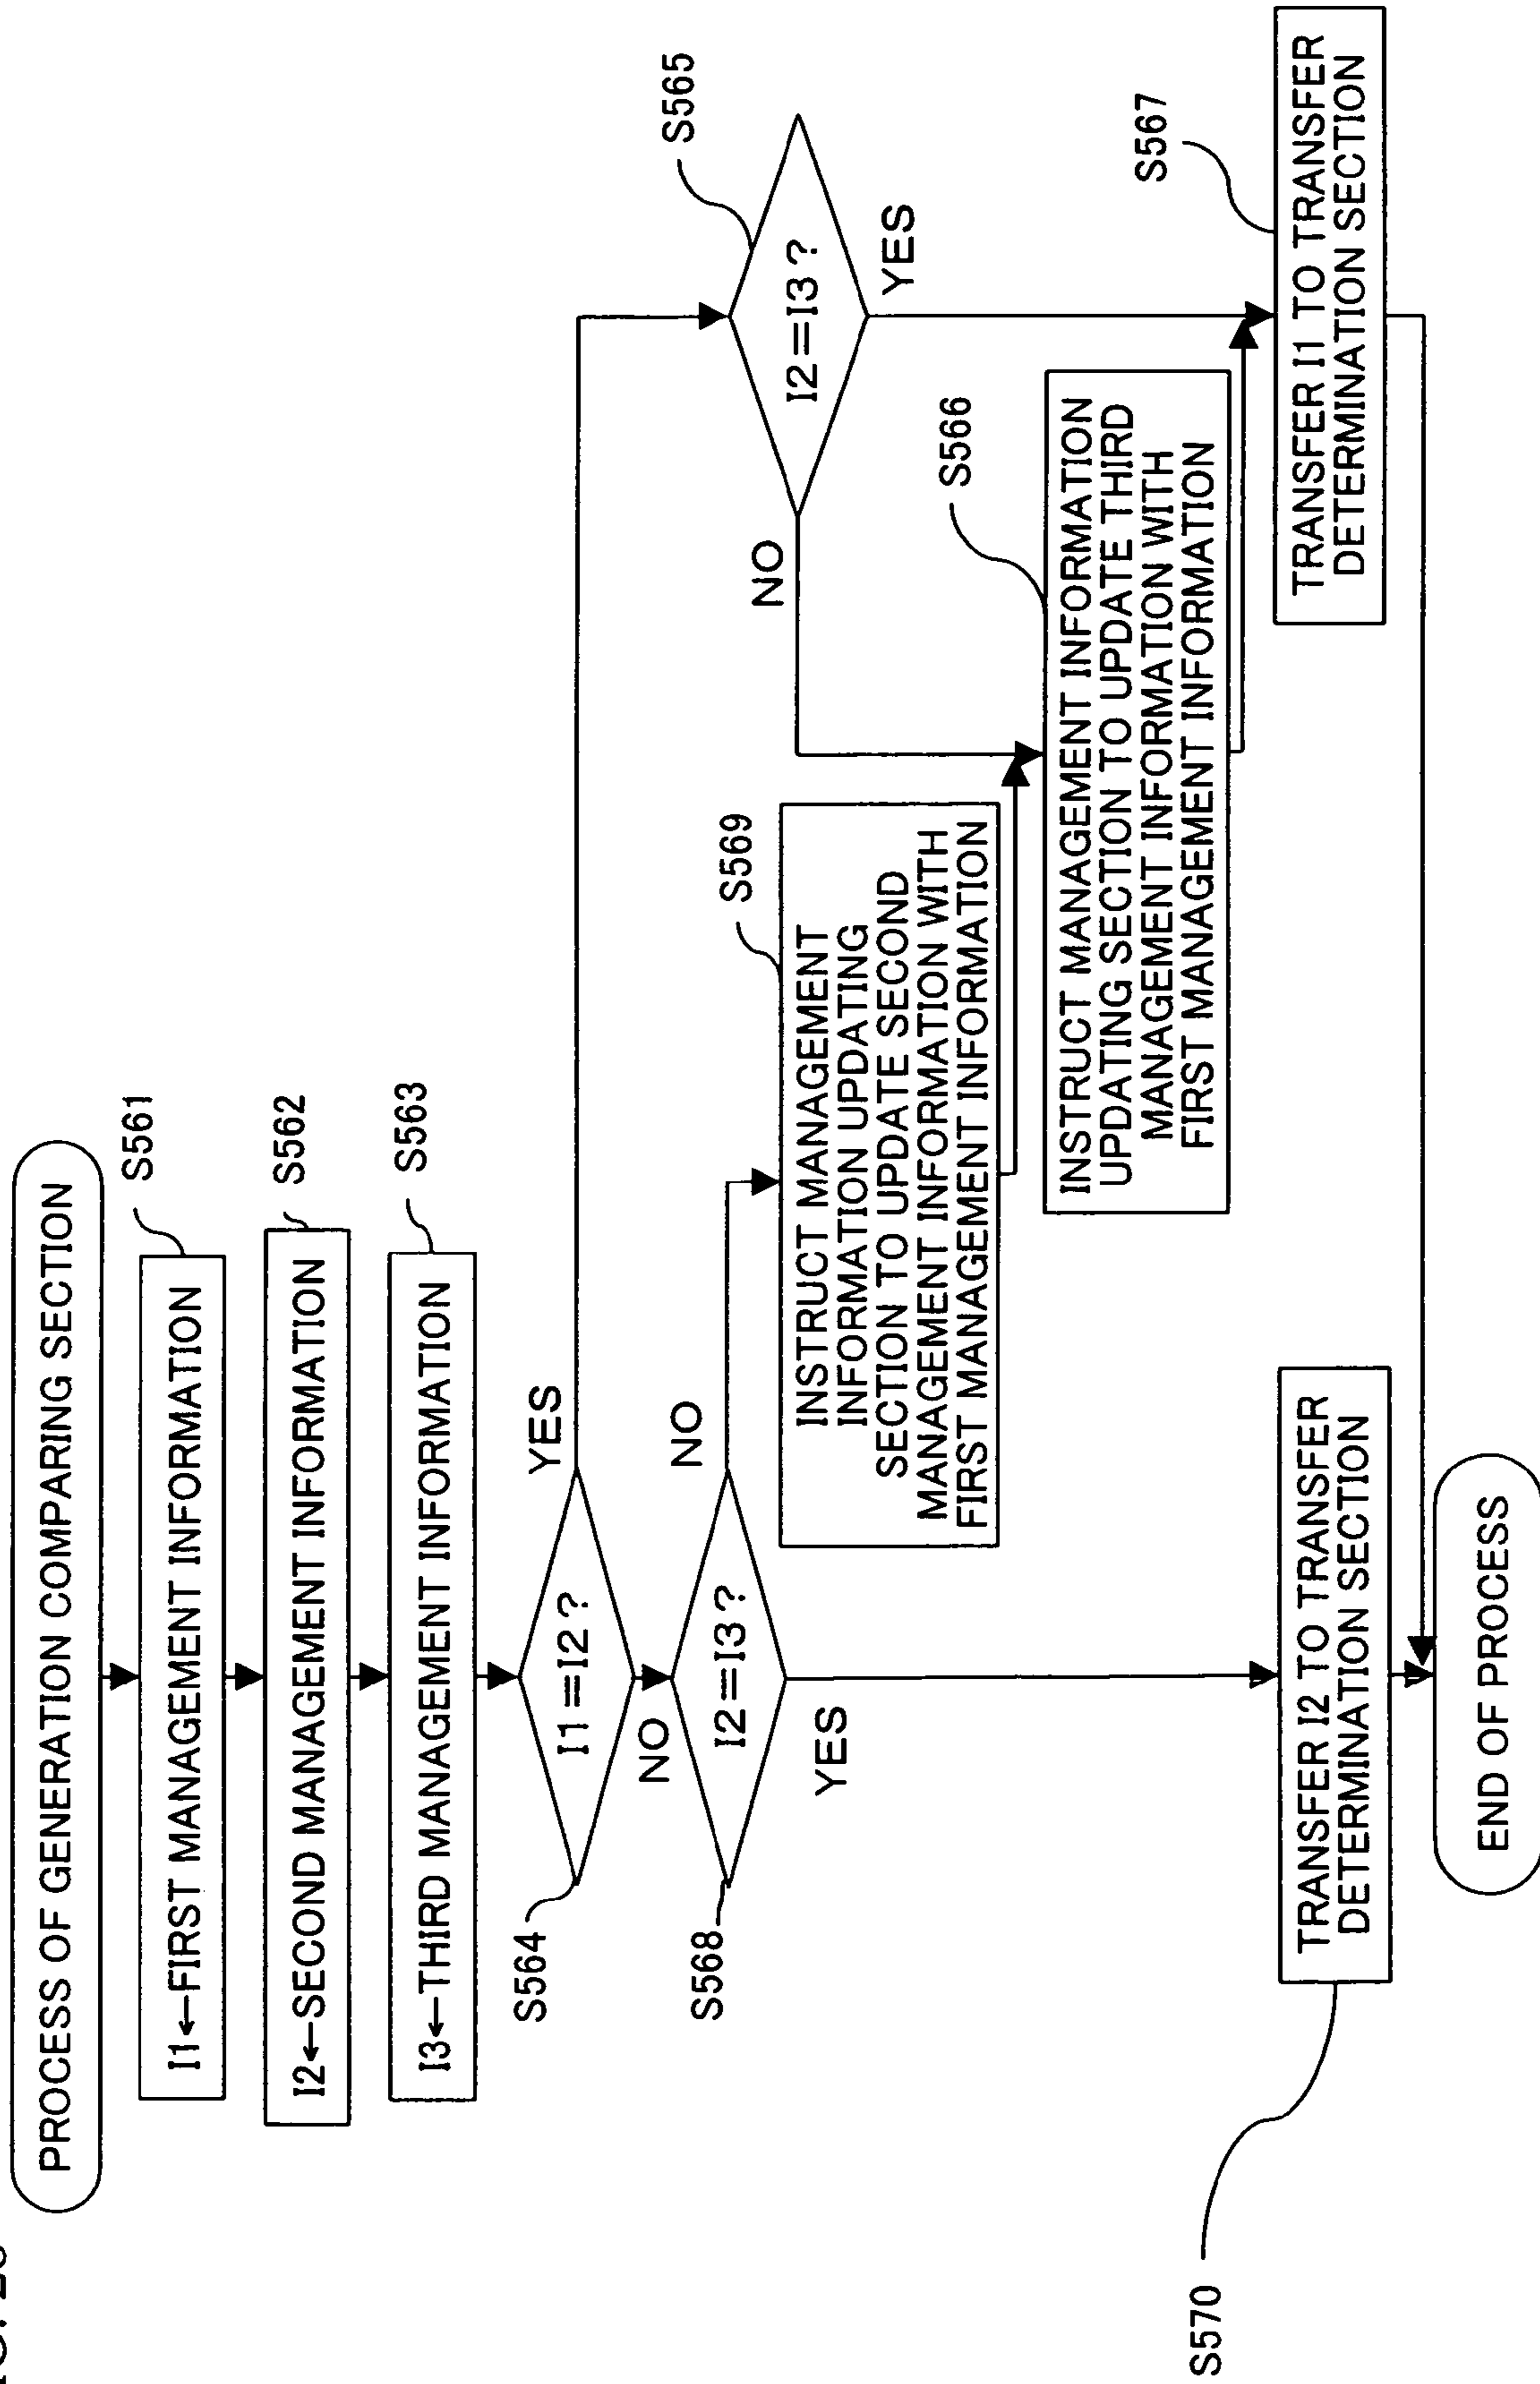 PROCESS OF GENERATION COMPARING SECTION
S561
I1←FIRST MANAGEMENT INFORMATION
S562
I2←SECOND MANAGEMENT INFORMATION
S563
I3←THIRD MANAGEMENT INFORMATION
S564
I1=I2?
YES
NO
S568
I2=I3?
NO
YES
S565
I2=I3?
NO
YES
S569
INSTRUCT MANAGEMENT
INFORMATION UPDATING
SECTION TO UPDATE SECOND
MANAGEMENT INFORMATION WITH
FIRST MANAGEMENT INFORMATION
S566
INSTRUCT MANAGEMENT INFORMATION
UPDATING SECTION TO UPDATE THIRD
MANAGEMENT INFORMATION WITH
FIRST MANAGEMENT INFORMATION
S567
TRANSFER I1 TO TRANSFER
DETERMINATION SECTION
S570
TRANSFER I2 TO TRANSFER
DETERMINATION SECTION
END OF PROCESS